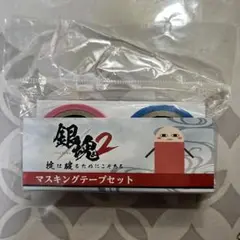 銀魂2
掟は破るためにこそある
マスキングテープセット